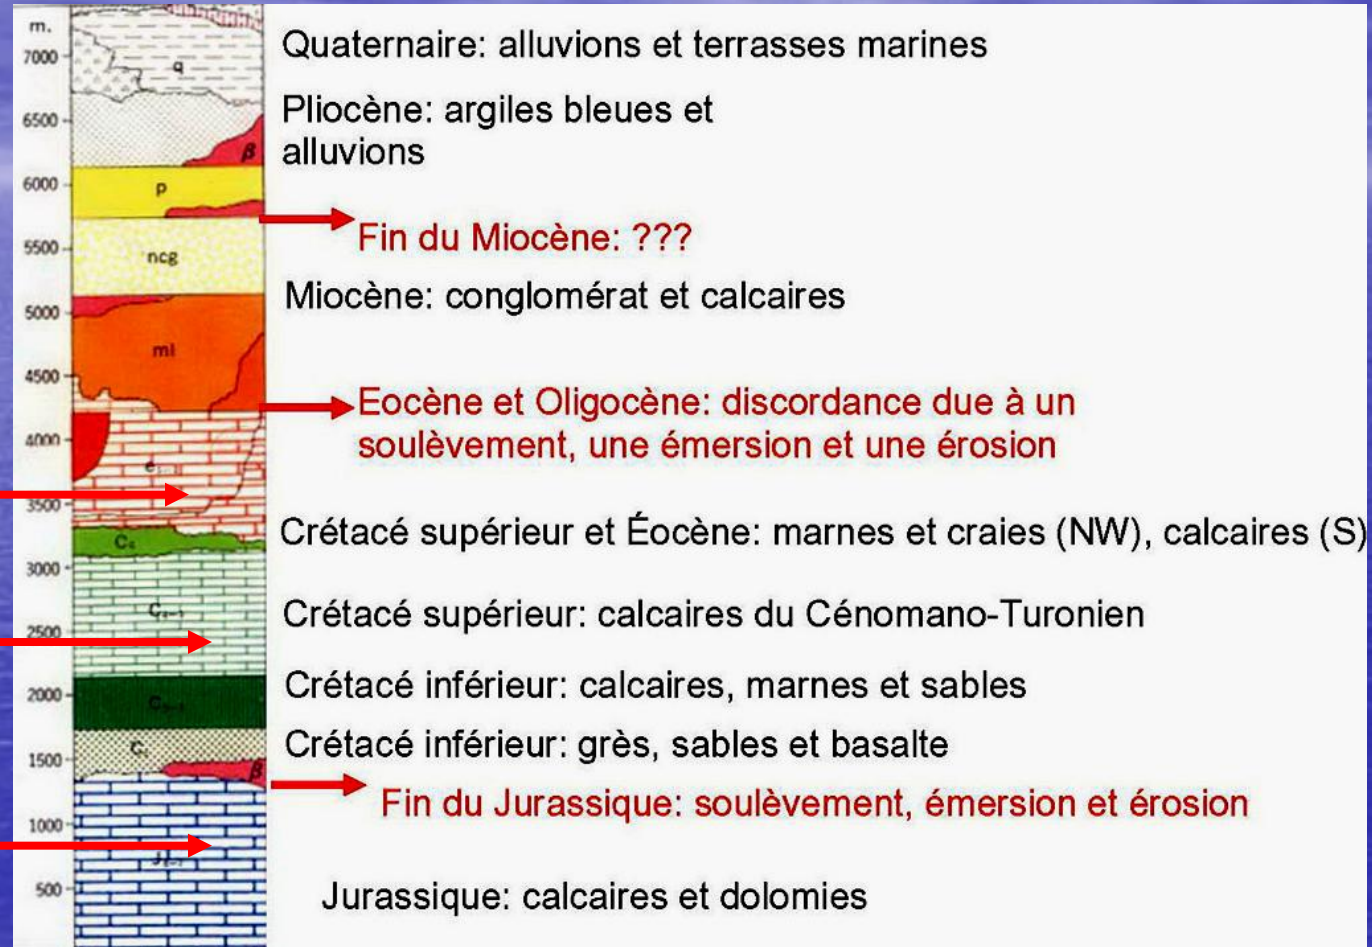 m.
Quaternaire: alluvions et terrasses marines
7000
q
Pliocène: argiles bleues et
alluvions
6500
β
6000
p
Fin du Miocène: ???
5500
ncg
Miocène: conglomérat et calcaires
5000
ml
4500
Eocène et Oligocène: discordance due à un
soulèvement, une émersion et une érosion
4000
3500
Crétacé supérieur et Éocène: marnes et craies (NW), calcaires (S)
3000
Crétacé supérieur: calcaires du Cénomano-Turonien
2500
Crétacé inférieur: calcaires, marnes et sables
2000
Crétacé inférieur: grès, sables et basalte
1500
β
Fin du Jurassique: soulèvement, émersion et érosion
1000
500
Jurassique: calcaires et dolomies